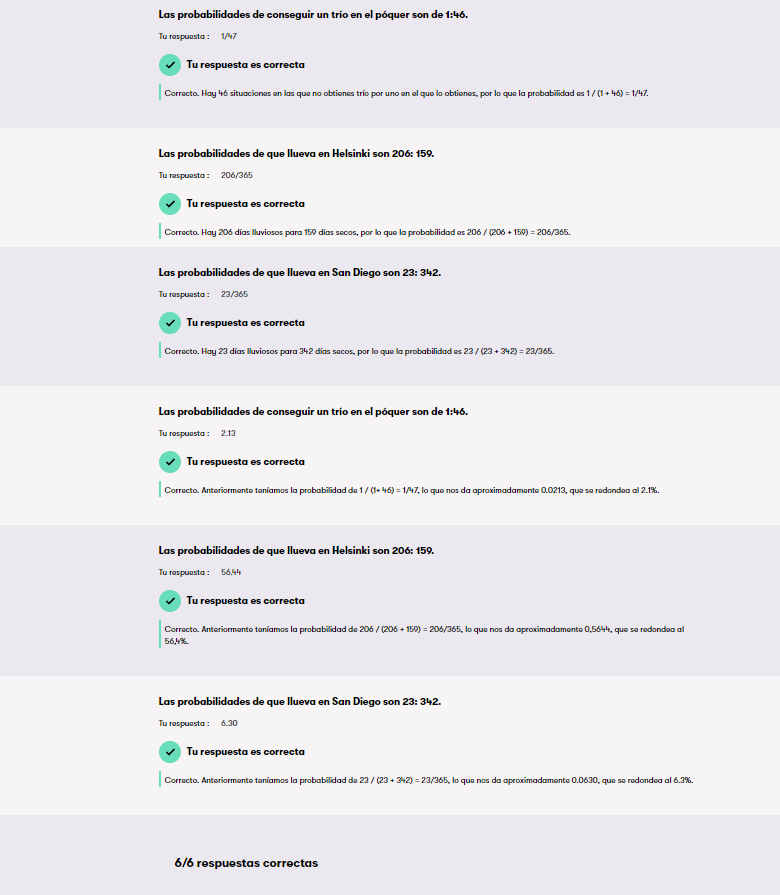 Las probabilidades de conseguir un trío en el póquer son de 1:46.
Tu respuesta : 1/47
Tu respuesta es correcta
Correcto. Hay 46 situaciones en las que no obtienes trío por uno en el que lo obtienes, por lo que la probabilidad es 1 / (1 + 46) = 1/47.
Las probabilidades de que llueva en Helsinki son 206: 159.
Tu respuesta : 206/365
Tu respuesta es correcta
Correcto. Hay 206 días lluviosos para 159 días secos, por lo que la probabilidad es 206 / (206 + 159) = 206/365.
Las probabilidades de que llueva en San Diego son 23: 342.
Tu respuesta : 23/365
Tu respuesta es correcta
Correcto. Hay 23 días lluviosos para 342 días secos, por lo que la probabilidad es 23 / (23 + 342) = 23/365.
Las probabilidades de conseguir un trío en el póquer son de 1:46.
Tu respuesta : 2.13
Tu respuesta es correcta
Correcto. Anteriormente teníamos la probabilidad de 1 / (1+ 46) = 1/47, lo que nos da aproximadamente 0.0213, que se redondea al 2.1%.
Las probabilidades de que llueva en Helsinki son 206: 159.
Tu respuesta : 56.44
Tu respuesta es correcta
Correcto. Anteriormente teníamos la probabilidad de 206 / (206 + 159) = 206/365, lo que nos da aproximadamente 0,5644, que se redondea al
56,4%.
Las probabilidades de que llueva en San Diego son 23: 342.
Tu respuesta : 6.30
Tu respuesta es correcta
Correcto. Anteriormente teníamos la probabilidad de 23 / (23 + 342) = 23/365, lo que nos da aproximadamente 0.0630, que se redondea al 6.3%.
6/6 respuestas correctas